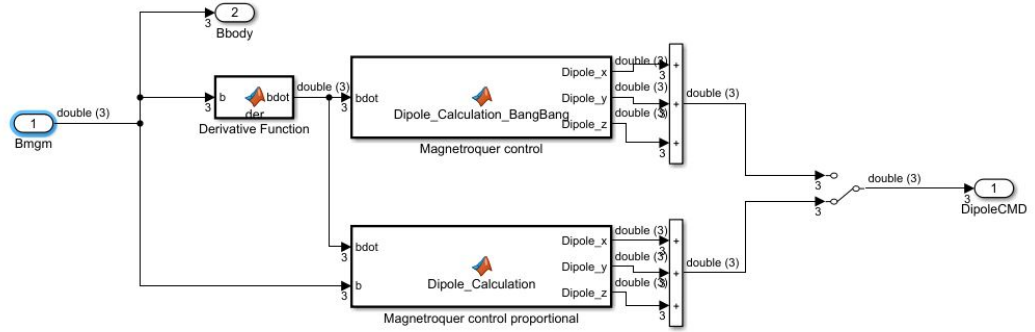 2
3
Bbody
double (3)
1
Bmgm
3
b
bdot
der
Derivative Function
double (3)
3
bdot
Dipole_Calculation_BangBang
Dipole_x
Dipole_y
Dipole_z
Magnetroquer control
double (3)
3
+
double (3)
3
+
double (3)
3
+
double (3)
3
3
double (3)
3
1
DipoleCMD
3
bdot
3
b
Dipole_Calculation
Dipole_x
Dipole_y
Dipole_z
Magnetroquer control proportional
double (3)
3
+
double (3)
3
+
double (3)
3
+
double (3)